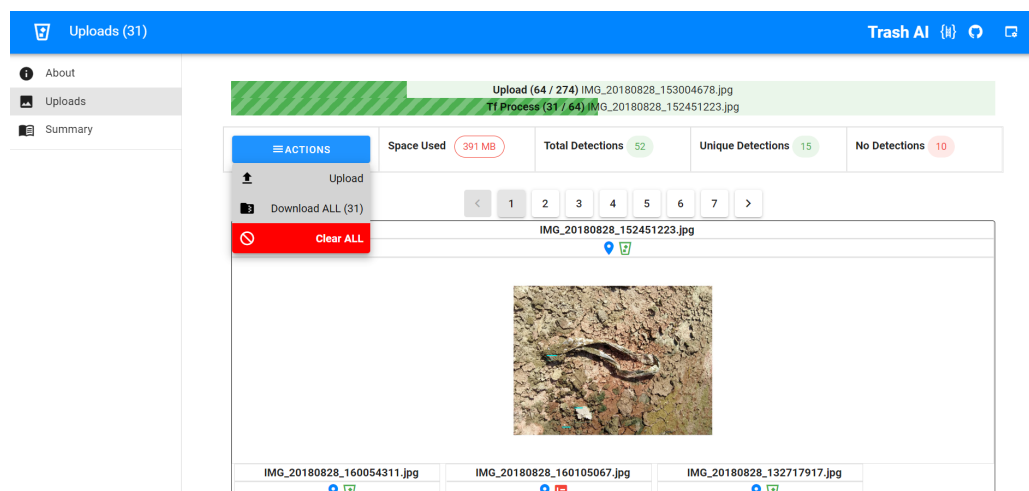 Uploads (31)
Trash AI
About
Uploads
Summary
Upload (64 / 274) IMG_20180828_153004678.jpg
Tf Process (31 / 64) IMG_20180828_152451223.jpg
ACTIONS
Space Used 391 MB
Total Detections 52
Unique Detections 15
No Detections 10
Upload
Download ALL (31)
Clear ALL
< 1 2 3 4 5 6 7 >
IMG_20180828_152451223.jpg
IMG_20180828_160054311.jpg
IMG_20180828_160105067.jpg
IMG_20180828_132717917.jpg